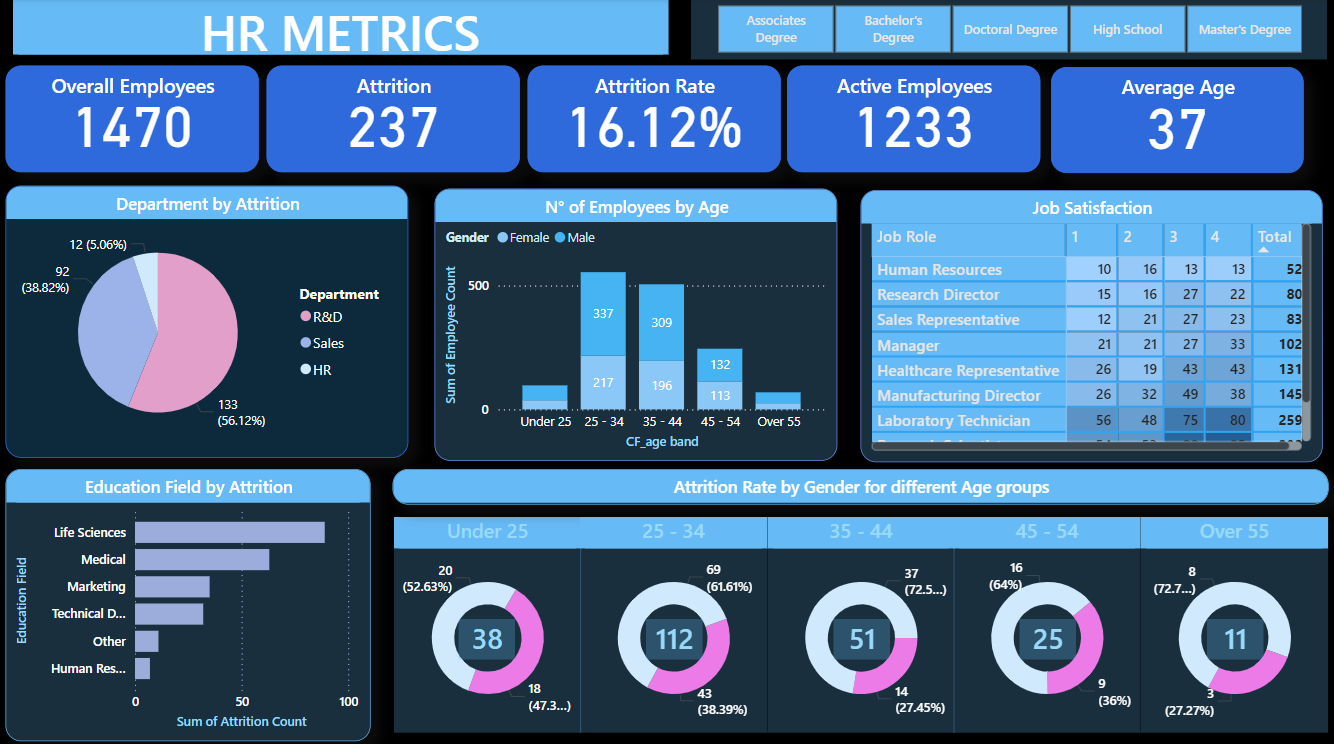 HR METRICS
Associates
Degree
Bachelor's
Degree
Doctoral Degree
High School
Master's Degree
Overall Employees
1470
Attrition
237
Attrition Rate
16.12%
Active Employees
1233
Average Age
37
Department by Attrition
12 (5.06%)
92
(38.82%)
133
(56.12%)
Department
R&D
Sales
HR
N° of Employees by Age
Gender Female Male
Sum of Employee Count
500
0
337
217
309
196
132
113
Under 25 25 - 34 35 - 44 45 - 54 Over 55
CF_age band
Job Satisfaction
Job Role 1 2 3 4 Total
Human Resources 10 16 13 13 52
Research Director 15 16 27 22 80
Sales Representative 12 21 27 23 83
Manager 21 21 27 33 102
Healthcare Representative 26 19 43 43 131
Manufacturing Director 26 32 49 38 145
Laboratory Technician 56 48 75 80 259
Education Field by Attrition
Education Field
Life Sciences
Medical
Marketing
Technical D...
Other
Human Res...
0 50 100
Sum of Attrition Count
Attrition Rate by Gender for different Age groups
Under 25
20
(52.63%)
38
18
(47.3...)
25 - 34
69
(61.61%)
112
43
(38.39%)
35 - 44
37
(72.5...)
51
14
(27.45%)
45 - 54
16
(64%)
25
9
(36%)
Over 55
8
(72.7...)
11
3
(27.27%)